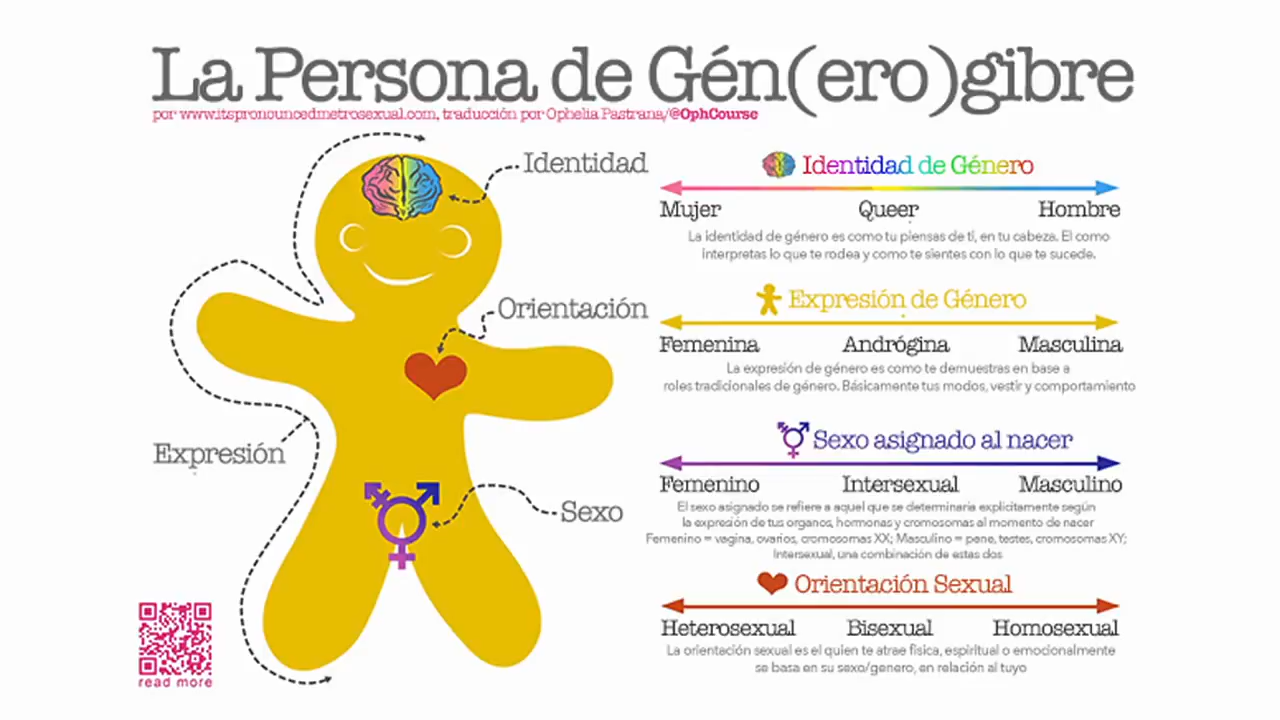 La Persona de Gén(ero)gibre
por www.itspronouncedmetrosexual.com, traducción por Ophelia Pastrana/@OphCourse
Identidad
Orientación
Expresión
Sexo
read more
Identidad de Género
Mujer Queer Hombre
La identidad de género es como tu piensas de tí, en tu cabeza. El como
interpretas lo que te rodea y como te sientes con lo que te sucede.
Expresión de Género
Femenina Andrógina Masculina
La expresión de género es como te demuestras en base a
roles tradicionales de género. Básicamente tus modos, vestir y comportamiento
Sexo asignado al nacer
Femenino Intersexual Masculino
El sexo asignado se refiere a aquel que se determinaria explicitamente según
la expresión de tus organos, hormonas y cromosomas al momento de nacer
Femenino = vagina, ovarios, cromosomas XX; Masculino = pene, testes, cromosomas XY;
Intersexual, una combinación de estas dos
Orientación Sexual
Heterosexual Bisexual Homosexual
La orientación sexual es el quien te atrae física, espiritual o emocionalmente
se basa en su sexo/genero, en relación al tuyo